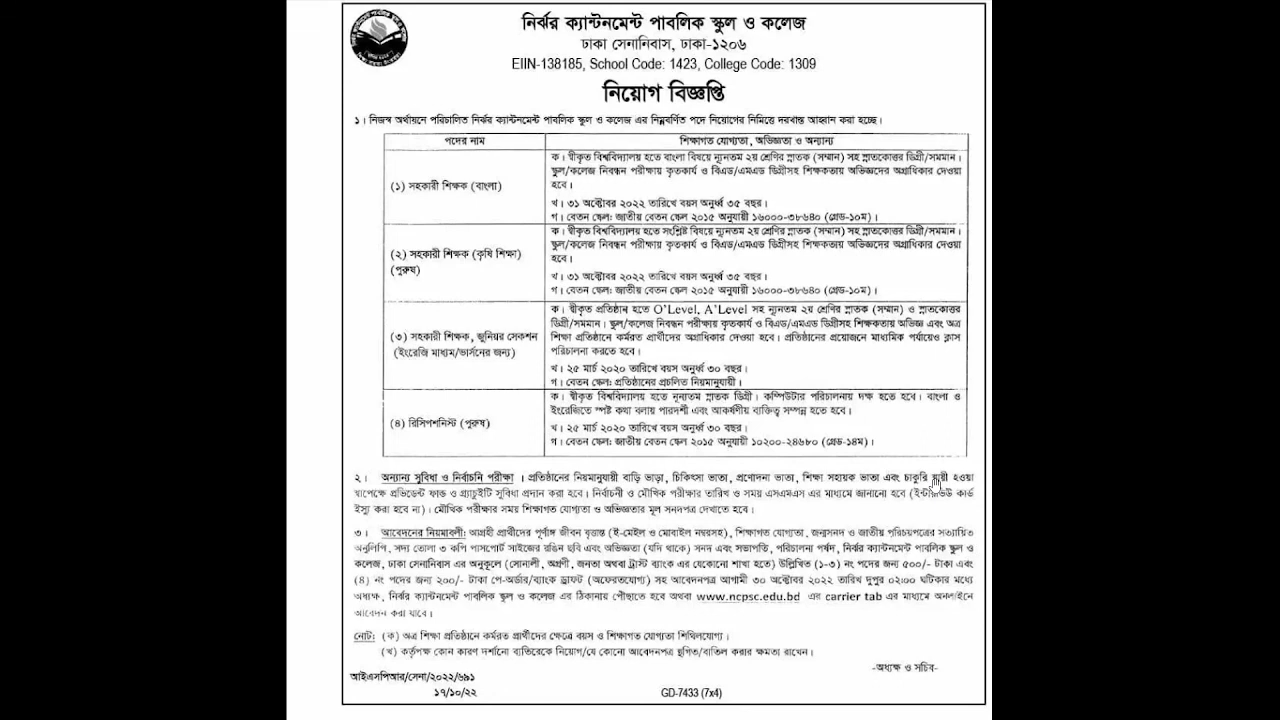 নির্ঝর ক্যান্টনমেন্ট পাবলিক স্কুল ও কলেজ
ঢাকা সেনানিবাস, ঢাকা-১২০৬
EIIN-138185, School Code: 1423, College Code: 1309
নিয়োগ বিজ্ঞপ্তি
১। নিজস্ব অর্থায়নে পরিচালিত নির্ঝর ক্যান্টনমেন্ট পাবলিক স্কুল ও কলেজ এর নিম্নবর্ণিত পদে নিয়োগের নিমিত্তে দরখাস্ত আহ্বান করা হচ্ছে।
পদের নাম
শিক্ষাগত যোগ্যতা, অভিজ্ঞতা ও অন্যান্য
(১) সহকারী শিক্ষক (বাংলা)
ক। স্বীকৃত বিশ্ববিদ্যালয় হতে বাংলা বিষয়ে ন্যূনতম ২য় শ্রেণির স্নাতক (সম্মান) সহ স্নাতকোত্তর ডিগ্রী/সমমান।
স্কুল/কলেজ নিবন্ধন পরীক্ষায় কৃতকার্য ও বিএড/এমএড ডিগ্রীসহ শিক্ষকতায় অভিজ্ঞদের অগ্রাধিকার দেওয়া
হবে।
খ। ৩১ অক্টোবর ২০২২ তারিখে বয়স অনুর্ধ্ব ৩৫ বছর।
গ। বেতন স্কেল: জাতীয় বেতন স্কেল ২০১৫ অনুযায়ী ১৬০০০-৩৮৬৪০ (গ্রেড-১০ম)।
(২) সহকারী শিক্ষক (কৃষি শিক্ষা)
(পুরুষ)
ক। স্বীকৃত বিশ্ববিদ্যালয় হতে সংশ্লিষ্ট বিষয়ে ন্যূনতম ২য় শ্রেণির স্নাতক (সম্মান) সহ স্নাতকোত্তর ডিগ্রী/সমমান।
স্কুল/কলেজ নিবন্ধন পরীক্ষায় কৃতকার্য ও বিএড/এমএড ডিগ্রীসহ শিক্ষকতায় অভিজ্ঞদের অগ্রাধিকার দেওয়া
হবে।
খ। ৩১ অক্টোবর ২০২২ তারিখে বয়স অনুর্ধ্ব ৩৫ বছর।
গ। বেতন স্কেল: জাতীয় বেতন স্কেল ২০১৫ অনুযায়ী ১৬০০০-৩৮৬৪০ (গ্রেড-১০ম)।
(৩) সহকারী শিক্ষক, জুনিয়র সেকশন
(ইংরেজি মাধ্যম/ভার্সনের জন্য)
ক। স্বীকৃত প্রতিষ্ঠান হতে O'Level, A'Level সহ ন্যূনতম ২য় শ্রেণির স্নাতক (সম্মান) ও স্নাতকোত্তর
ডিগ্রী/সমমান। স্কুল/কলেজ নিবন্ধন পরীক্ষায় কৃতকার্য ও বিএড/এমএড ডিগ্রীসহ শিক্ষকতায় অভিজ্ঞ এবং অত্র
শিক্ষা প্রতিষ্ঠানে কর্মরত প্রার্থীদের অগ্রাধিকার দেওয়া হবে। প্রতিষ্ঠানের প্রয়োজনে মাধ্যমিক পর্যায়েও ক্লাস
পরিচালনা করতে হবে।
খ। ২৫ মার্চ ২০২০ তারিখে বয়স অনুর্ধ্ব ৩০ বছর।
গ। বেতন স্কেল: প্রতিষ্ঠানের প্রচলিত নিয়মানুযায়ী।
(৪) রিসিপশনিস্ট (পুরুষ)
ক। স্বীকৃত বিশ্ববিদ্যালয় হতে নূন্যতম স্নাতক ডিগ্রী। কম্পিউটার পরিচালনায় দক্ষ হতে হবে। বাংলা ও
ইংরেজিতে স্পষ্ট কথা বলায় পারদর্শী এবং আকর্ষণীয় ব্যক্তিত্ব সম্পন্ন হতে হবে।
খ। ২৫ মার্চ ২০২০ তারিখে বয়স অনুর্ধ্ব ৩০ বছর।
গ। বেতন স্কেল: জাতীয় বেতন স্কেল ২০১৫ অনুযায়ী ১০২০০-২৪৬৮০ (গ্রেড-১৪ম)।
২। অন্যান্য সুবিধা ও নির্বাচনি পরীক্ষা । প্রতিষ্ঠানের নিয়মানুযায়ী বাড়ি ভাড়া, চিকিৎসা ভাতা, প্রণোদনা ভাতা, শিক্ষা সহায়ক ভাতা এবং চাকুরি স্থায়ী হওয়া
সাপেক্ষে প্রভিডেন্ট ফান্ড ও গ্র্যাচুইটি সুবিধা প্রদান করা হবে। নির্বাচনী ও মৌখিক পরীক্ষার তারিখ ও সময় এসএমএস এর মাধ্যমে জানানো হবে (ইন্টারভিউ কার্ড
ইস্যু করা হবে না)। মৌখিক পরীক্ষার সময় শিক্ষাগত যোগ্যতা ও অভিজ্ঞতার মূল সনদপত্র দেখাতে হবে।
৩। আবেদনের নিয়মাবলী: আগ্রহী প্রার্থীদের পূর্ণাঙ্গ জীবন বৃত্তান্ত (ই-মেইল ও মোবাইল নম্বরসহ), শিক্ষাগত যোগ্যতা, জন্মসনদ ও জাতীয় পরিচয়পত্রের সত্যায়িত
অনুলিপি, সদ্য তোলা ৩ কপি পাসপোর্ট সাইজের রঙিন ছবি এবং অভিজ্ঞতা (যদি থাকে) সনদ এবং সভাপতি, পরিচালনা পর্ষদ, নির্ঝর ক্যান্টনমেন্ট পাবলিক স্কুল ও
কলেজ, ঢাকা সেনানিবাস এর অনুকূলে (সোনালী, অগ্রণী, জনতা অথবা ট্রাস্ট ব্যাংক এর যেকোনো শাখা হতে) উল্লিখিত (১-৩) নং পদের জন্য ৫০০/- টাকা এবং
(৪) নং পদের জন্য ২০০/- টাকা পে-অর্ডার/ব্যাংক ড্রাফট (অফেরতযোগ্য) সহ আবেদনপত্র আগামী ৩০ অক্টোবর ২০২২ তারিখ দুপুর ০২:০০ ঘটিকার মধ্যে
অধ্যক্ষ, নির্ঝর ক্যান্টনমেন্ট পাবলিক স্কুল ও কলেজ এর ঠিকানায় পৌঁছাতে হবে অথবা www.ncpsc.edu.bd এর carrier tab এর মাধ্যমে অনলাইনে
আবেদন করা যাবে।
নোট: (ক) অত্র শিক্ষা প্রতিষ্ঠানে কর্মরত প্রার্থীদের ক্ষেত্রে বয়স ও শিক্ষাগত যোগ্যতা শিথিলযোগ্য।
(খ) কর্তৃপক্ষ কোন কারণ দর্শানো ব্যতিরেকে নিয়োগ/যে কোনো আবেদনপত্র স্থগিত/বাতিল করার ক্ষমতা রাখেন।
-অধ্যক্ষ ও সচিব-
আইএসপিআর/সেনা/২০২২/৬৯১
১৭/১০/২২
GD-7433 (7x4)